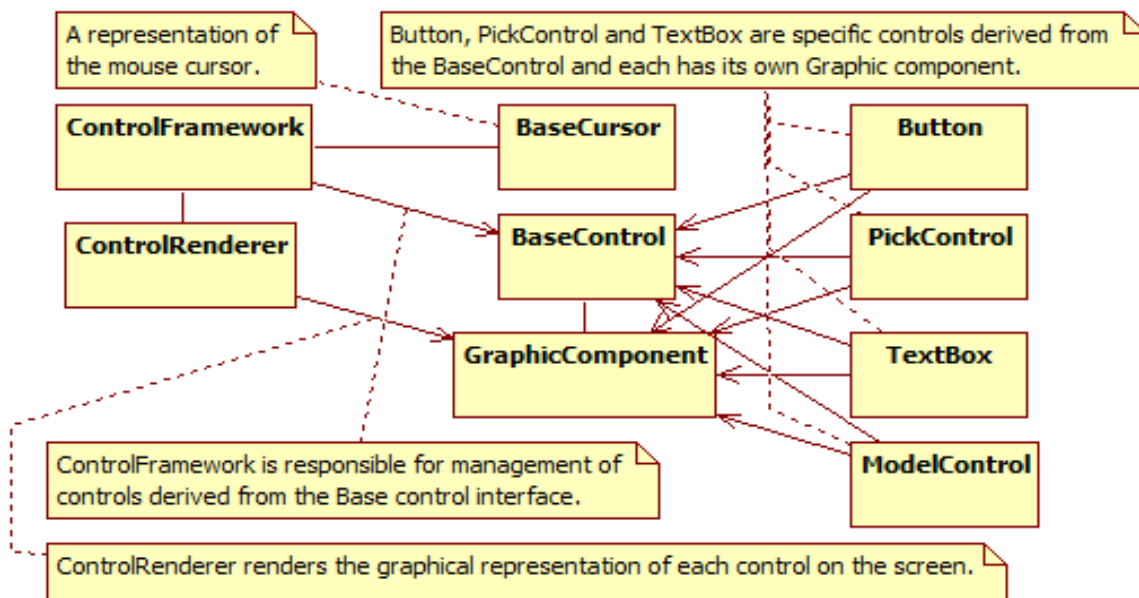 A representation of
the mouse cursor.
Button, PickControl and TextBox are specific controls derived from
the BaseControl and each has its own Graphic component.
ControlFramework
BaseCursor
Button
ControlRenderer
BaseControl
PickControl
GraphicComponent
TextBox
ModelControl
ControlFramework is responsible for management of
controls derived from the Base control interface.
ControlRenderer renders the graphical representation of each control on the screen.